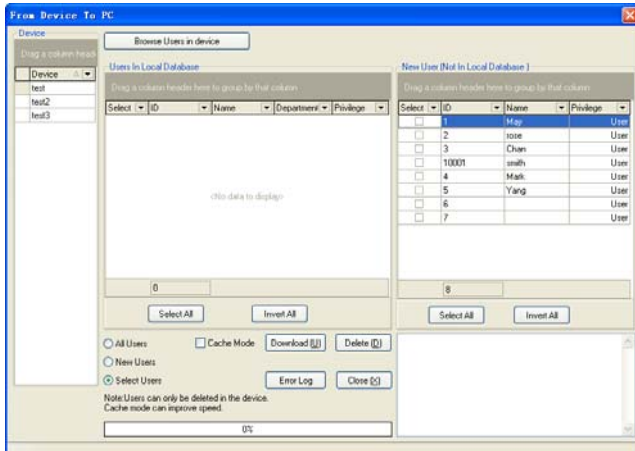 From Device To PC
Device
Drag a column head
Device
test
test2
test3
Browse Users in device
Users In Local Database
Drag a column header here to group by that column
Select ID Name Department Privilege
<No data to display>
0
Select All Invert All
New User (Not In Local Database )
Drag a column header here to group by that column
Select ID Name Privilege
1 May User
2 rose User
3 Chan User
10001 smith User
4 Mark User
5 Yang User
6 User
7 User
8
Select All Invert All
All Users Cache Mode Download (U) Delete (D)
New Users
Select Users Error Log Close (X)
Note:Users can only be deleted in the device.
Cache mode can improve speed.
0%